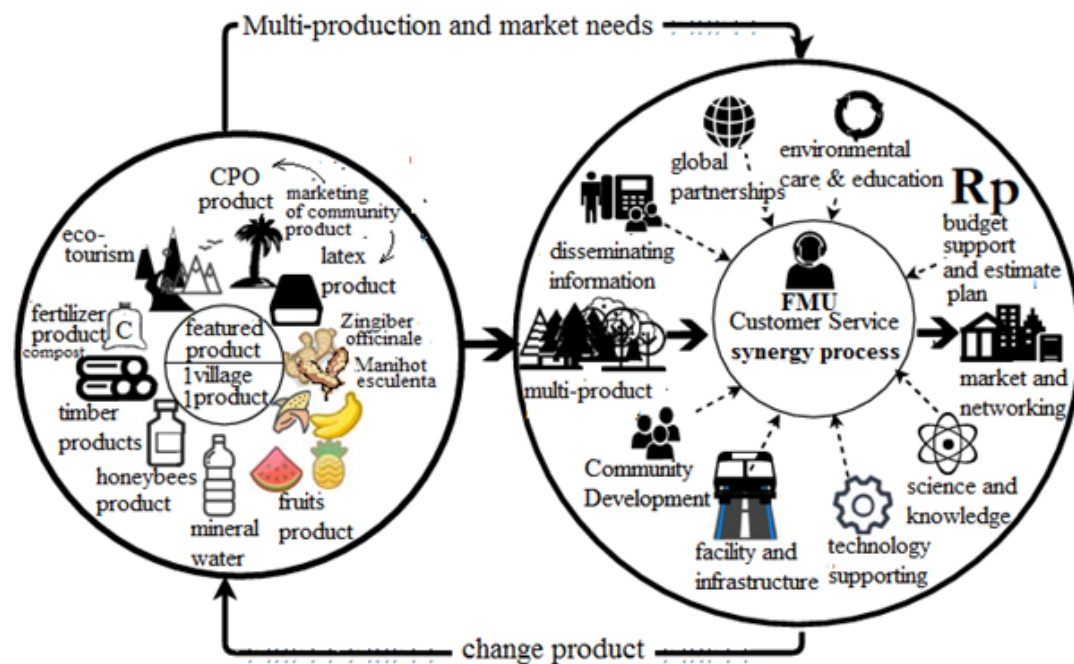 Multi-production and market needs
CPO
product
marketing
of community
product
eco-
tourism
latex
product
fertilizer
product
compost
C
featured
product
1village
1product
Zingiber
officinale
Manihot
esculenta
timber
products
honeybees
product
mineral
water
fruits
product
global
partnerships
environmental
care & education
Rp
budget
support
and estimate
plan
disseminating
information
FMU
Customer Service
synergy process
multi-product
market and
networking
Community
Development
facility and
infrastructure
technology
supporting
science and
knowledge
change product